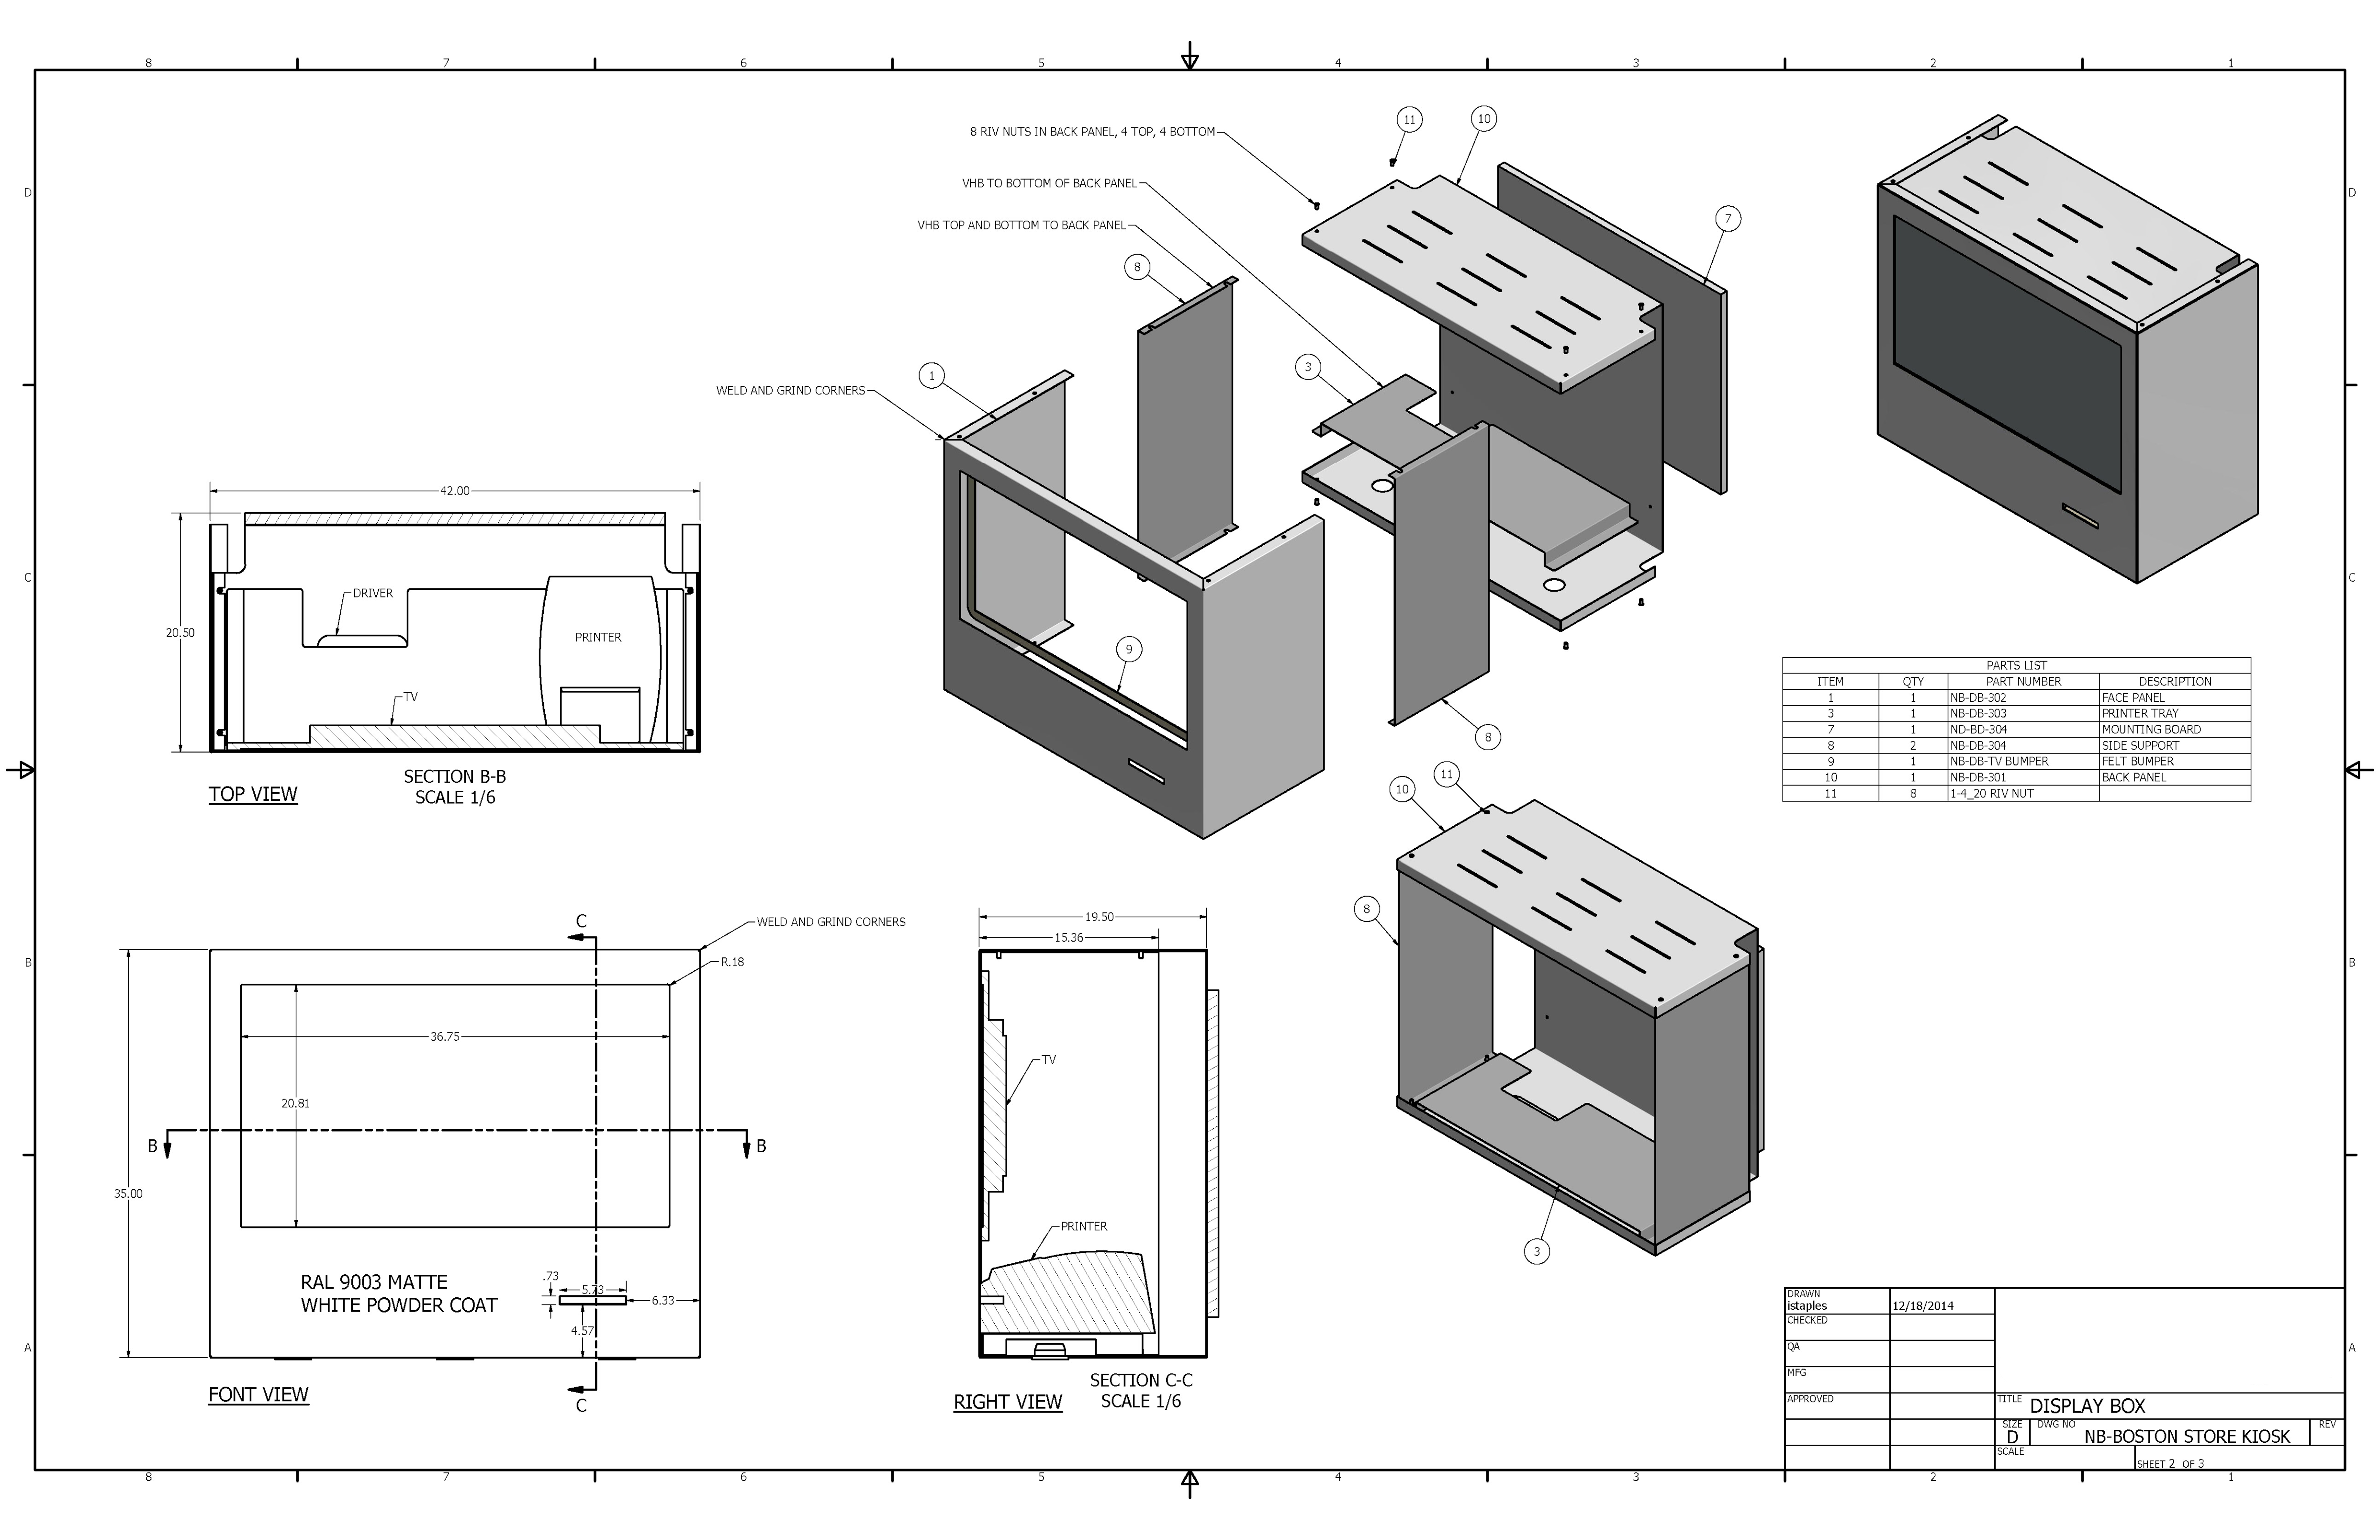 8 7 6 5 4 3 2 1
D
D
C
C
B
B
A
A
8 RIV NUTS IN BACK PANEL, 4 TOP, 4 BOTTOM
VHB TO BOTTOM OF BACK PANEL
VHB TOP AND BOTTOM TO BACK PANEL
WELD AND GRIND CORNERS
11
10
7
8
3
1
9
8
42.00
20.50
DRIVER
PRINTER
TV
TOP VIEW
SECTION B-B
SCALE 1/6
PARTS LIST
ITEM QTY PART NUMBER DESCRIPTION
1 1 NB-DB-302 FACE PANEL
3 1 NB-DB-303 PRINTER TRAY
7 1 ND-BD-304 MOUNTING BOARD
8 2 NB-DB-304 SIDE SUPPORT
9 1 NB-DB-TV BUMPER FELT BUMPER
10 1 NB-DB-301 BACK PANEL
11 8 1-4_20 RIV NUT
10
11
8
3
C
WELD AND GRIND CORNERS
R.18
36.75
20.81
35.00
B
B
RAL 9003 MATTE
WHITE POWDER COAT
.73
5.73
6.33
4.57
C
FONT VIEW
19.50
15.36
TV
PRINTER
RIGHT VIEW
SECTION C-C
SCALE 1/6
DRAWN
istaples 12/18/2014
CHECKED
QA
MFG
APPROVED
TITLE
DISPLAY BOX
SIZE
D
DWG NO
NB-BOSTON STORE KIOSK
REV
SCALE
SHEET 2 OF 3
8 7 6 5 4 3 2 1